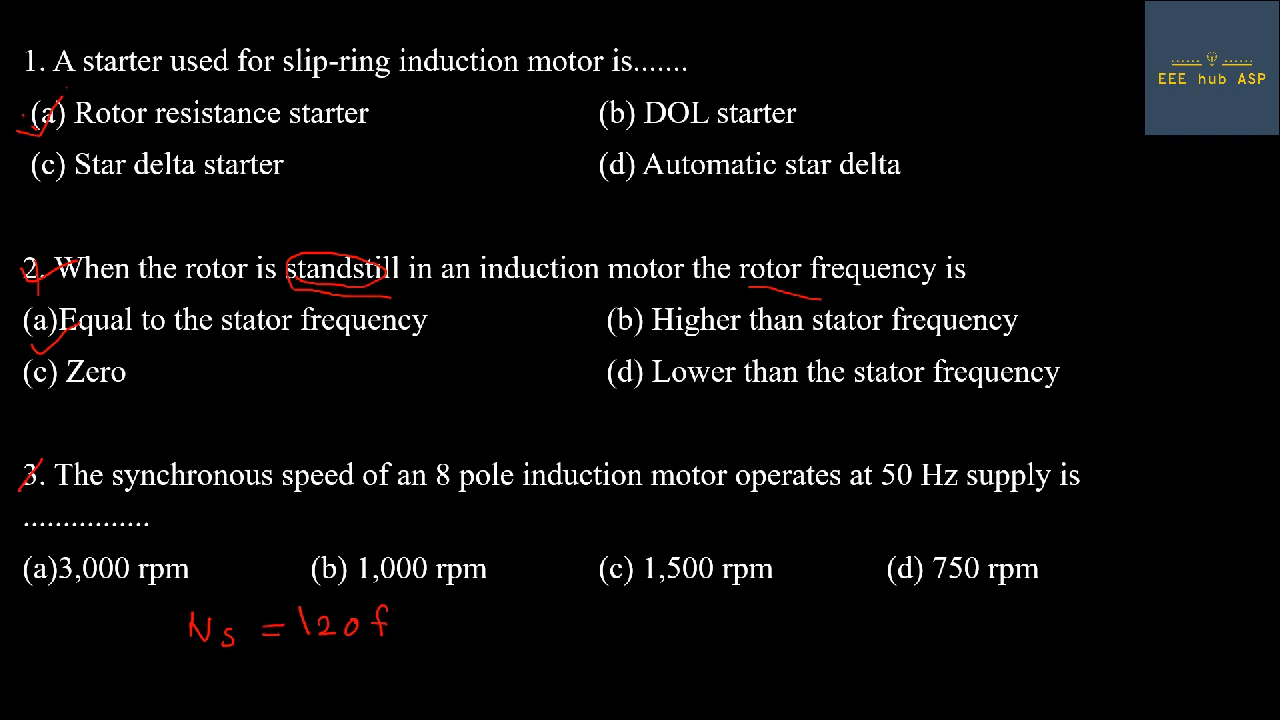 1. A starter used for slip-ring induction motor is.......
(a) Rotor resistance starter (b) DOL starter
(c) Star delta starter (d) Automatic star delta
2. When the rotor is standstill in an induction motor the rotor frequency is
(a)Equal to the stator frequency (b) Higher than stator frequency
(c) Zero (d) Lower than the stator frequency
3. The synchronous speed of an 8 pole induction motor operates at 50 Hz supply is
................
(a)3,000 rpm (b) 1,000 rpm (c) 1,500 rpm (d) 750 rpm
Ns = 120f
EEE hub ASP